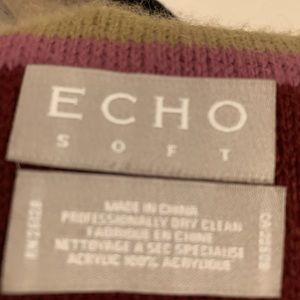 ECHO
SOFT
MADE IN CHINA
PROFESSIONALLY DRY CLEAN
FABRIQUE EN CHINE
NETTOYAGE A SEC SPECIALISE
ACRYLIC 100% ACRYLIQUE